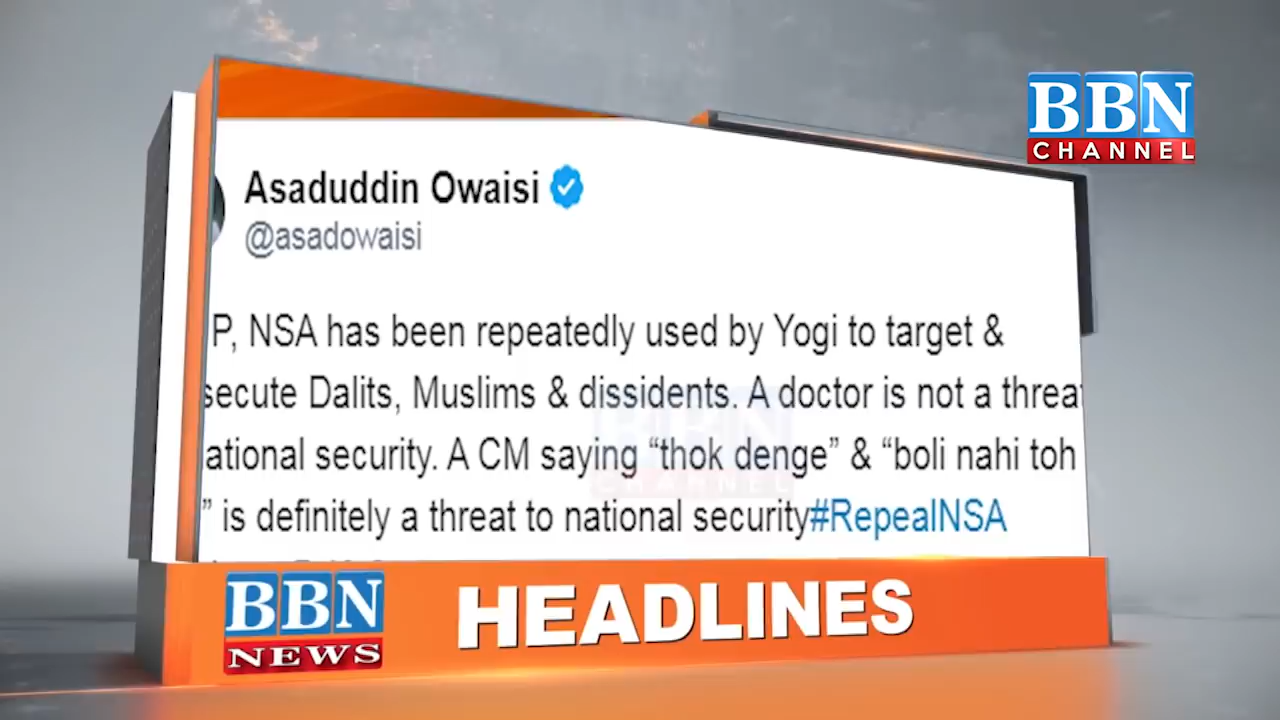 BBN
CHANNEL
Asaduddin Owaisi
@asadowaisi
P, NSA has been repeatedly used by Yogi to target &
secute Dalits, Muslims & dissidents. A doctor is not a threat
ational security. A CM saying “thok denge” & “boli nahi toh
” is definitely a threat to national security#RepealNSA
BBN
CHANNEL
BBN
NEWS
HEADLINES